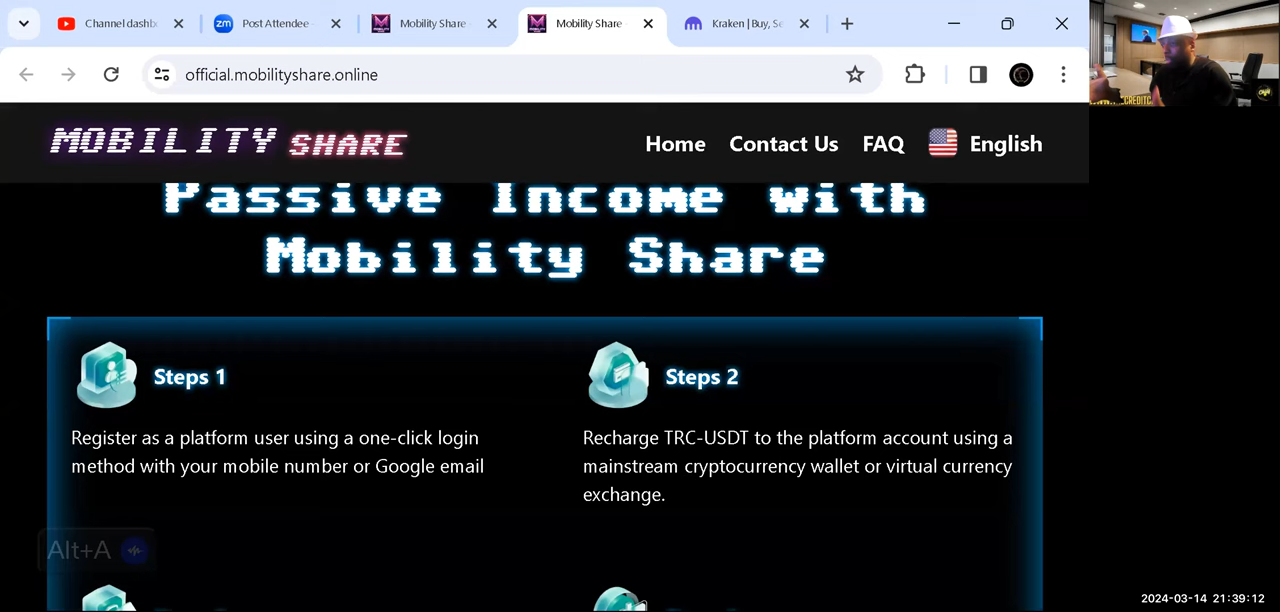 Channel dashb
Post Attendee -
Mobility Share -
Mobility Share
Kraken | Buy, Se
official.mobilityshare.online
MOBILITY SHARE
Home
Contact Us
FAQ
English
Passive Income with
Mobility Share
Steps 1
Register as a platform user using a one-click login
method with your mobile number or Google email
Steps 2
Recharge TRC-USDT to the platform account using a
mainstream cryptocurrency wallet or virtual currency
exchange.
Alt+A
2024-03-14 21:39:12